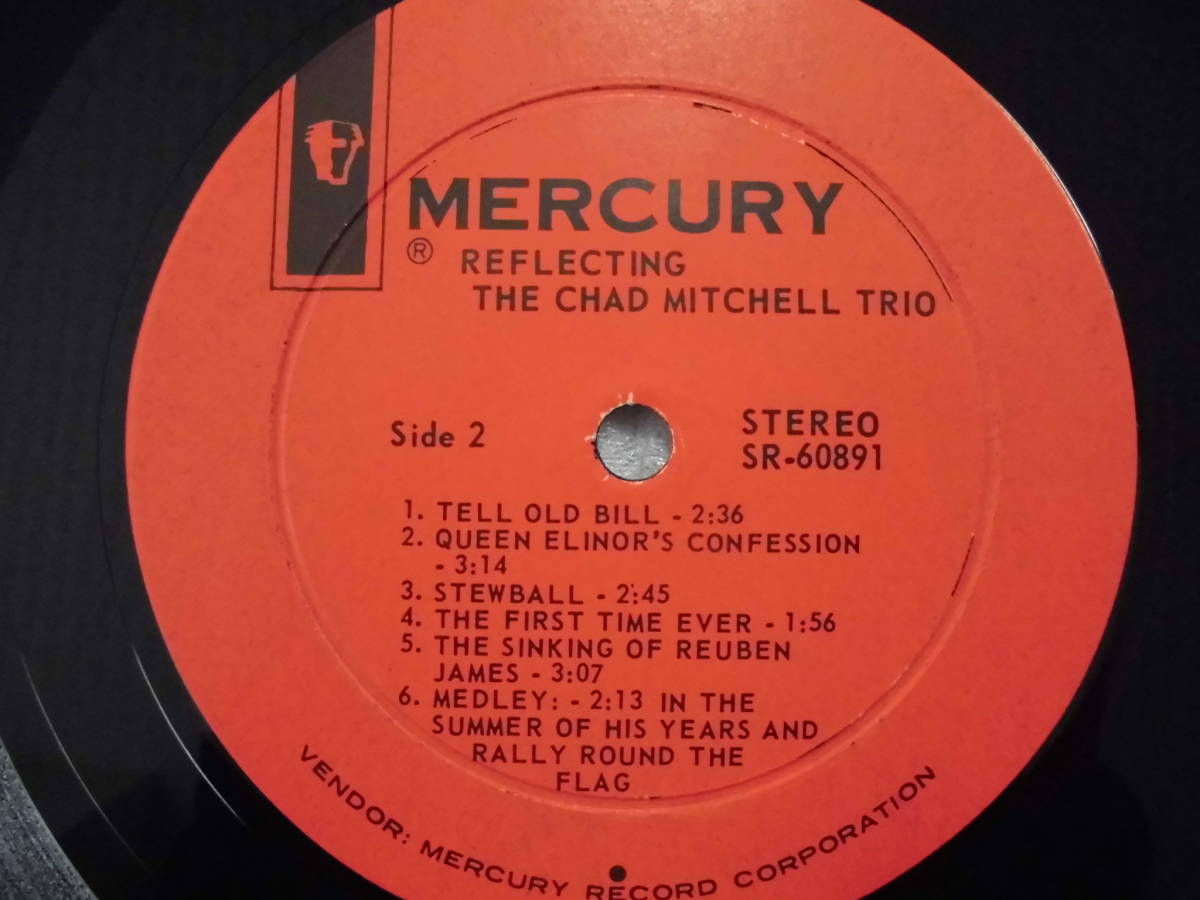 MERCURY
® REFLECTING
THE CHAD MITCHELL TRIO
Side 2
STEREO
SR-60891
1. TELL OLD BILL - 2:36
2. QUEEN ELINOR'S CONFESSION
- 3:14
3. STEWBALL - 2:45
4. THE FIRST TIME EVER - 1:56
5. THE SINKING OF REUBEN
JAMES - 3:07
6. MEDLEY: - 2:13 IN THE
SUMMER OF HIS YEARS AND
RALLY ROUND THE
FLAG
VENDOR: MERCURY RECORD CORPORATION